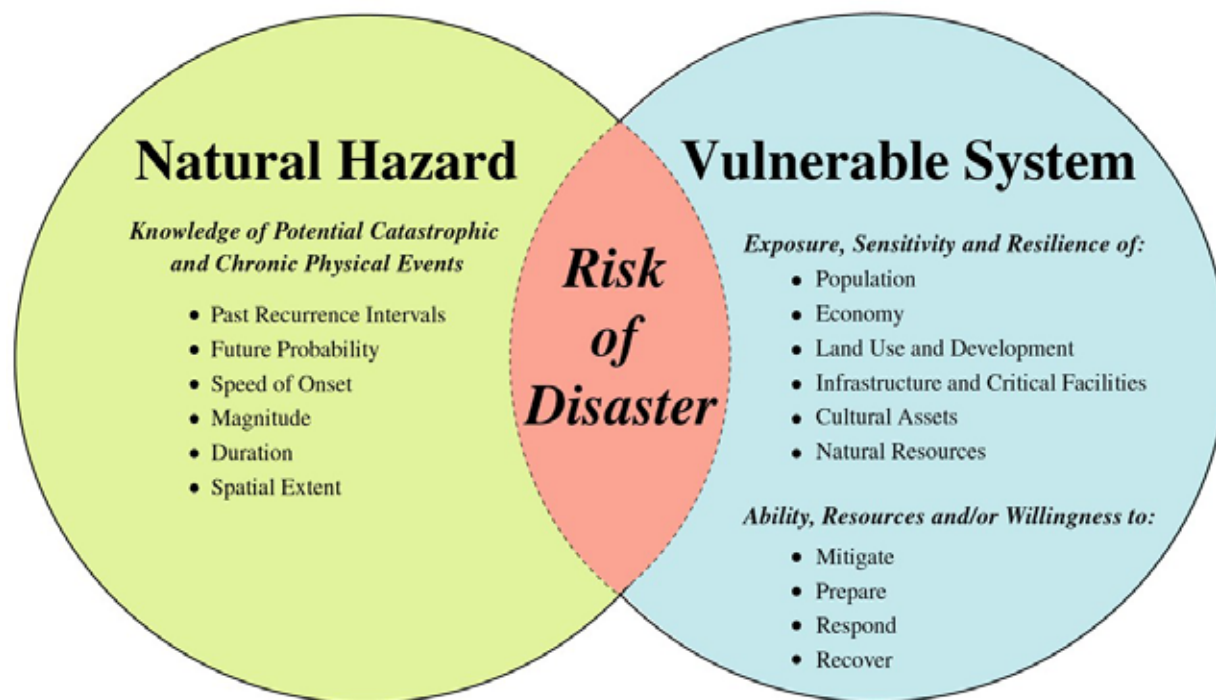 Natural Hazard
Knowledge of Potential Catastrophic
and Chronic Physical Events
• Past Recurrence Intervals
• Future Probability
• Speed of Onset
• Magnitude
• Duration
• Spatial Extent
Risk
of
Disaster
Vulnerable System
Exposure, Sensitivity and Resilience of:
• Population
• Economy
• Land Use and Development
• Infrastructure and Critical Facilities
• Cultural Assets
• Natural Resources
Ability, Resources and/or Willingness to:
• Mitigate
• Prepare
• Respond
• Recover